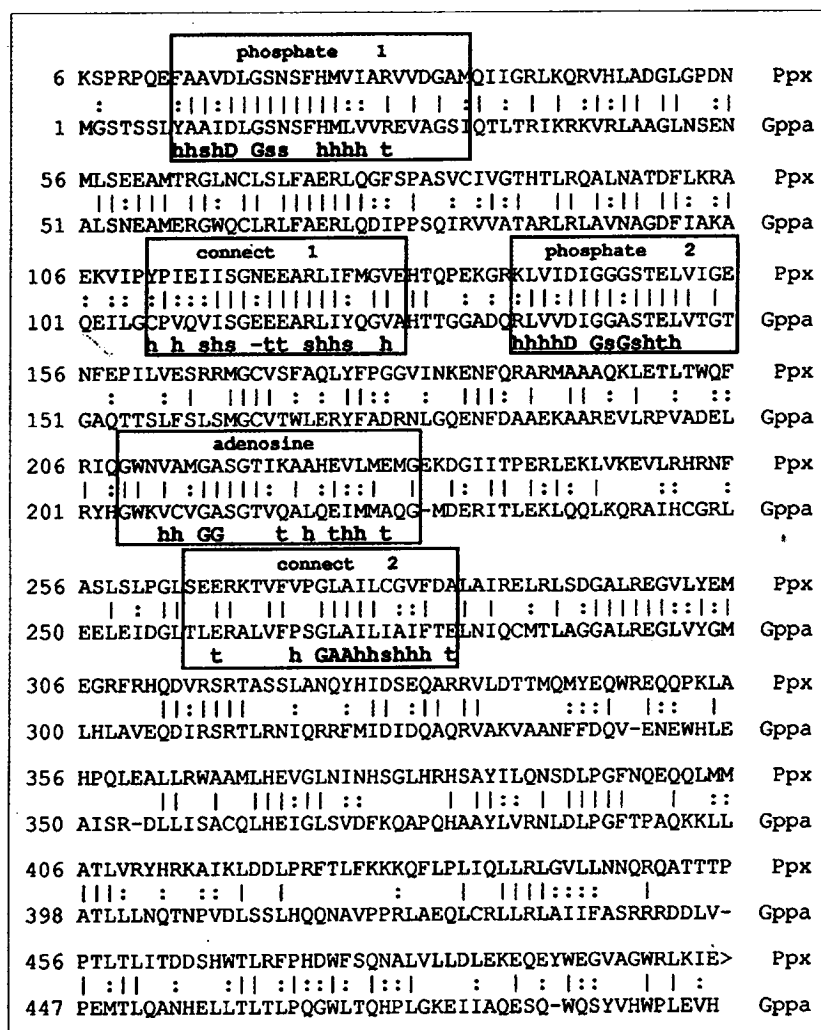 phosphate 1
6 KSPRPQEFAAVDLGSNSFHMVIARVVDGAMQIIGRLKQRVHLADGLGPDN Ppx
1 MGSTSSLYAAIDLGSNSFHMLVVREVAGSIQTLTRIKRKVRLAAGLNSEN Gppa
hhshD Gss hhhh t
56 MLSEEAMTRGLNCLSLFAERLQGFSPASVCIVGTHTLRQALNATDFLKRA Ppx
51 ALSNEAMERGWQCLRLFAERLQDIPPSQIRVVATARLRLAVNAGDFIAKA Gppa
connect 1 phosphate 2
106 EKVIPYPIEIISGNEEARLIFMGVEHTQPEKGRKLVIDIGGGSTELVIGE Ppx
101 QEILGCPVQVISGEEEARLIYQGVAHTTGGADQRLVVDIGGASTELVTGT Gppa
h h shs -tt shhs h hhhhD GsGshth
156 NFEPILVESRRMGCVSFAQLYFPGGVINKENFQRARMAAAQKLETLTWQF Ppx
151 GAQTTSLFSLSMGCVTWLERYFADRNLGQENFDAAEKAAREVLRPVADEL Gppa
adenosine
206 RIQGWNVAMGASGTIKAAHEVLMEMGEKDGIITPERLEKLVKEVLRHRNF Ppx
201 RYHGWKVCVGASGTVQALQEIMMAQG-MDERITLEKLQQLKQRAIHCGRL Gppa
hh GG t h thh t
connect 2
256 ASLSLPGLSEERKTVFVPGLAILCGVFDALAIRELRLSDGALREGVLYEM Ppx
250 EELEIDGLTLERALVFPSGLAILIAIFTELNIQCMTLAGGALREGLVYGM Gppa
t h GAAhhshhh t
306 EGRFRHQDVRSRTASSLANQYHIDSEQARRVLDTTMQMYEQWREQQPKLA Ppx
300 LHLAVEQDIRSRTLRNIQRRFMIDIDQAQRVAKVAANFFDQV-ENEWHLE Gppa
356 HPQLEALLRWAAMLHEVGLNINHSGLHRHSAYILQNSDLPGFNQEQQLMM Ppx
350 AISR-DLLISACQLHEIGLSVDFKQAPQHAAYLVRNLDLPGFTPAQKKLL Gppa
406 ATLVRYHRKAIKLDDLPRFTLFKKKQFLPLIQLLRLGVLLNNQRQATTTP Ppx
398 ATLLLNQTNPVDLSSLHQQNAVPPRLAEQLCRLLRLAIIFASRRRDDLV- Gppa
456 PTLTLITDDSHWTLRFPHDWFSQNALVLLDLEKEQEYWEGVAGWRLKIE> Ppx
447 PEMTLQANHELLTLTLPQGWLTQHPLGKEIIAQESQ-WQSYVHWPLEVH Gppa